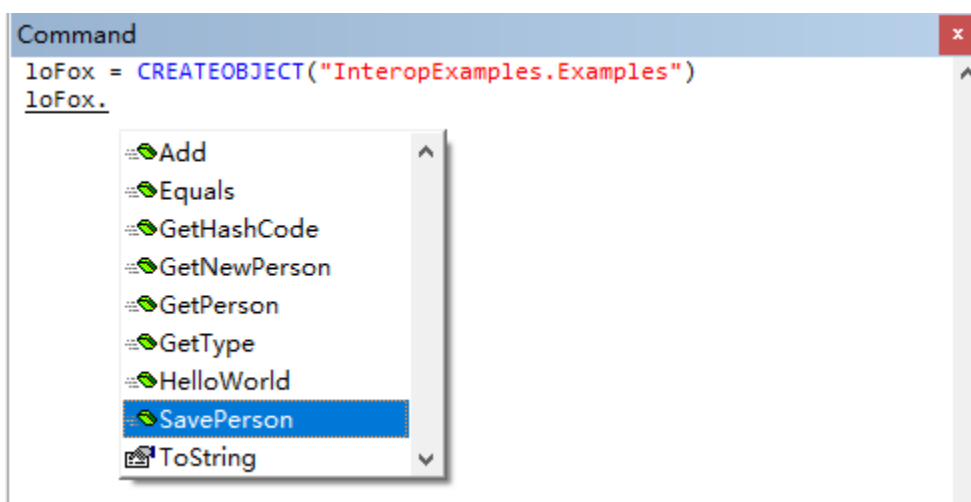 Command
x
loFox = CREATEOBJECT("InteropExamples.Examples")
loFox.
Add
Equals
GetHashCode
GetNewPerson
GetPerson
GetType
HelloWorld
SavePerson
ToString